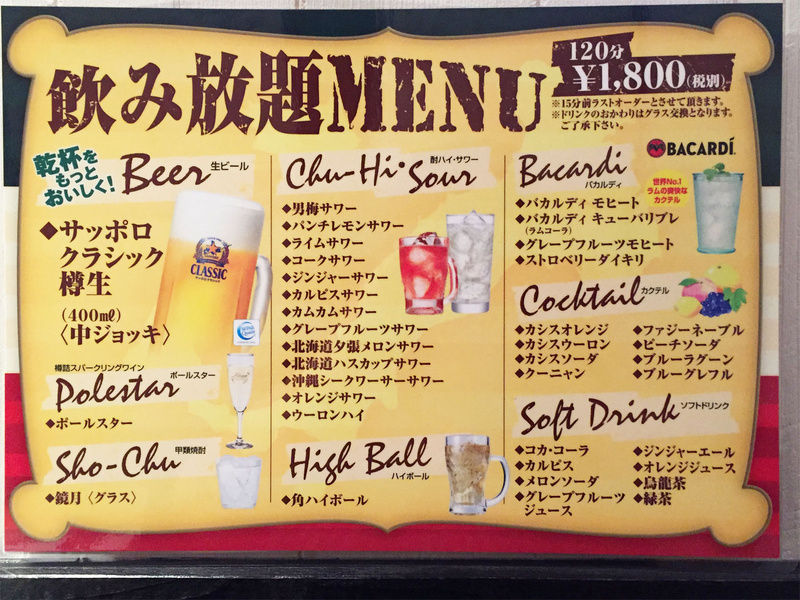 飲み放題MENU
120分
¥1,800(税別)
※15分前ラストオーダーとさせて頂きます。
※ドリンクのおかわりはグラス交換となります。
ご了承下さい。
乾杯を
もっと
おいしく!
Beer
生ビール
◆サッポロ
クラシック
樽生
(400㎖)
〈中ジョッキ〉
CLASSIC
樽詰スパークリングワイン
Polestar
ポールスター
◆ポールスター
Sho-Chu
甲類焼酎
◆鏡月〈グラス〉
Chu-Hi・Sour
酎ハイ・サワー
◆男梅サワー
◆パンチレモンサワー
◆ライムサワー
◆コークサワー
◆ジンジャーサワー
◆カルピスサワー
◆カムカムサワー
◆グレープフルーツサワー
◆北海道夕張メロンサワー
◆北海道ハスカップサワー
◆沖縄シークワーサーサワー
◆オレンジサワー
◆ウーロンハイ
High Ball
ハイボール
◆角ハイボール
Bacardi
バカルディ
BACARDÍ
世界No.1
ラムの爽快な
カクテル
◆バカルディ モヒート
◆バカルディ キューバリブレ
(ラムコーラ)
◆グレープフルーツモヒート
◆ストロベリーダイキリ
Cocktail
カクテル
◆カシスオレンジ
◆カシスウーロン
◆カシスソーダ
◆クーニャン
◆ファジーネーブル
◆ピーチソーダ
◆ブルーラグーン
◆ブルーグレフル
Soft Drink
ソフトドリンク
◆コカ・コーラ
◆カルピス
◆メロンソーダ
◆グレープフルーツ
ジュース
◆ジンジャーエール
◆オレンジジュース
◆烏龍茶
◆緑茶